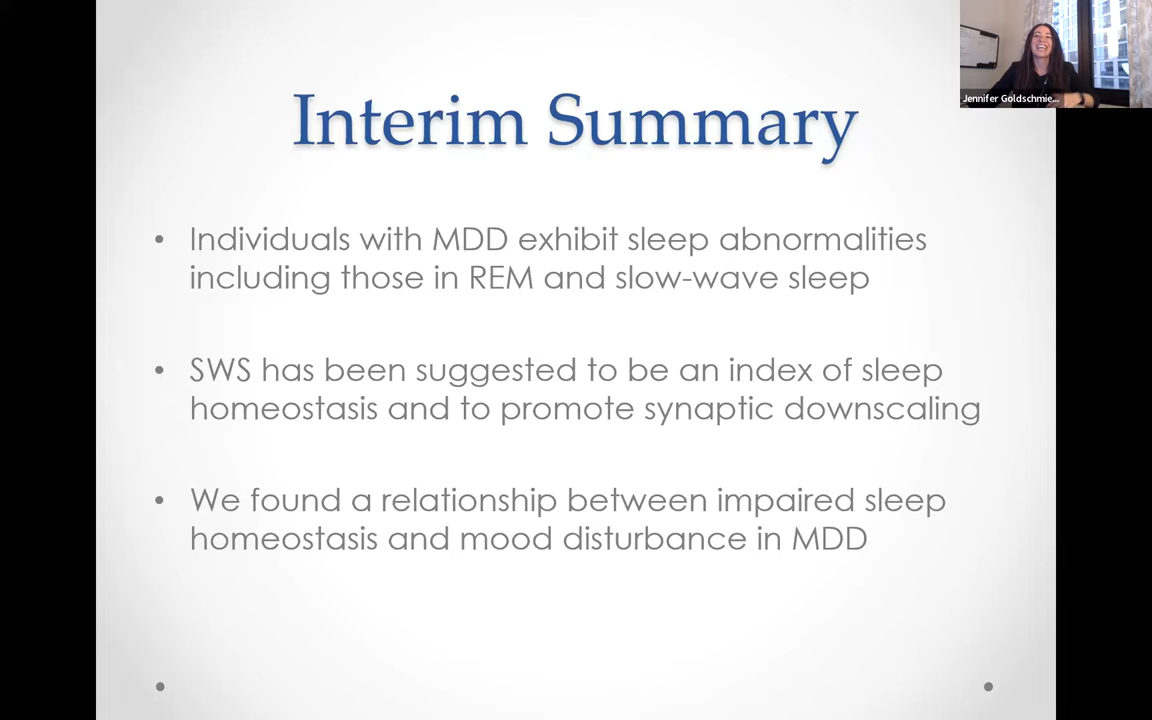 Jennifer Goldschmie...
Interim Summary
• Individuals with MDD exhibit sleep abnormalities
including those in REM and slow-wave sleep
• SWS has been suggested to be an index of sleep
homeostasis and to promote synaptic downscaling
• We found a relationship between impaired sleep
homeostasis and mood disturbance in MDD